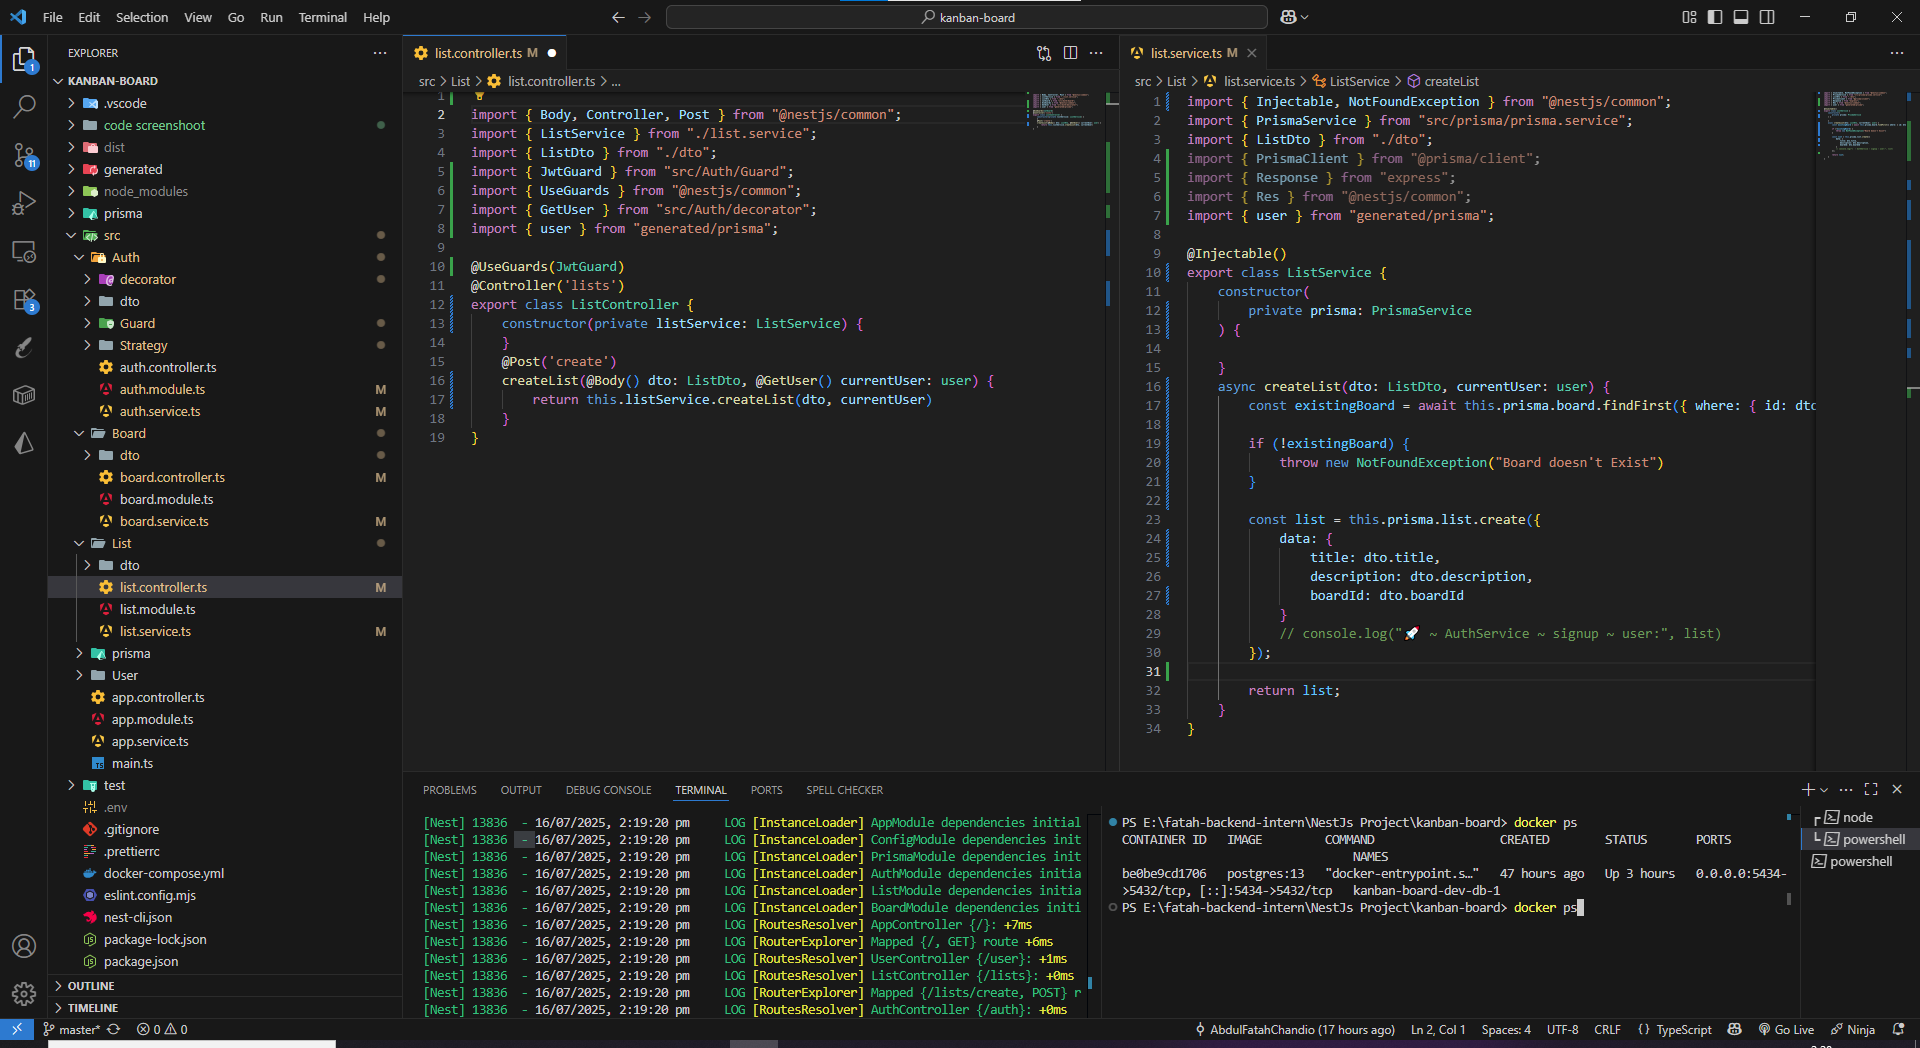 File Edit Selection View Go Run Terminal Help
kanban-board
EXPLORER
KANBAN-BOARD
.vscode
code screenshoot
dist
generated
node_modules
prisma
src
Auth
decorator
dto
Guard
Strategy
auth.controller.ts
auth.module.ts M
auth.service.ts M
Board
dto
board.controller.ts M
board.module.ts
board.service.ts M
List
dto
list.controller.ts M
list.module.ts
list.service.ts M
prisma
User
app.controller.ts
app.module.ts
app.service.ts
main.ts
test
.env
.gitignore
.prettierrc
docker-compose.yml
eslint.config.mjs
nest-cli.json
package-lock.json
package.json
OUTLINE
TIMELINE
1
11
3
list.controller.ts M
src > List > list.controller.ts > ...
1
2 import { Body, Controller, Post } from "@nestjs/common";
3 import { ListService } from "./list.service";
4 import { ListDto } from "./dto";
5 import { JwtGuard } from "src/Auth/Guard";
6 import { UseGuards } from "@nestjs/common";
7 import { GetUser } from "src/Auth/decorator";
8 import { user } from "generated/prisma";
9
10 @UseGuards(JwtGuard)
11 @Controller('lists')
12 export class ListController {
13 constructor(private listService: ListService) {
14 }
15 @Post('create')
16 createList(@Body() dto: ListDto, @GetUser() currentUser: user) {
17 return this.listService.createList(dto, currentUser)
18 }
19 }
list.service.ts M
src > List > list.service.ts > ListService > createList
1 import { Injectable, NotFoundException } from "@nestjs/common";
2 import { PrismaService } from "src/prisma/prisma.service";
3 import { ListDto } from "./dto";
4 import { PrismaClient } from "@prisma/client";
5 import { Response } from "express";
6 import { Res } from "@nestjs/common";
7 import { user } from "generated/prisma";
8
9 @Injectable()
10 export class ListService {
11 constructor(
12 private prisma: PrismaService
13 ) {
14
15 }
16 async createList(dto: ListDto, currentUser: user) {
17 const existingBoard = await this.prisma.board.findFirst({ where: { id: dto
18
19 if (!existingBoard) {
20 throw new NotFoundException("Board doesn't Exist")
21 }
22
23 const list = this.prisma.list.create({
24 data: {
25 title: dto.title,
26 description: dto.description,
27 boardId: dto.boardId
28 }
29 // console.log("🚀 ~ AuthService ~ signup ~ user:", list)
30 });
31
32 return list;
33 }
34 }
PROBLEMS OUTPUT DEBUG CONSOLE TERMINAL PORTS SPELL CHECKER
[Nest] 13836 - 16/07/2025, 2:19:20 pm LOG [InstanceLoader] AppModule dependencies initial
[Nest] 13836 - 16/07/2025, 2:19:20 pm LOG [InstanceLoader] ConfigModule dependencies init
[Nest] 13836 - 16/07/2025, 2:19:20 pm LOG [InstanceLoader] PrismaModule dependencies init
[Nest] 13836 - 16/07/2025, 2:19:20 pm LOG [InstanceLoader] AuthModule dependencies initia
[Nest] 13836 - 16/07/2025, 2:19:20 pm LOG [InstanceLoader] ListModule dependencies initia
[Nest] 13836 - 16/07/2025, 2:19:20 pm LOG [InstanceLoader] BoardModule dependencies initi
[Nest] 13836 - 16/07/2025, 2:19:20 pm LOG [RoutesResolver] AppController {/}: +7ms
[Nest] 13836 - 16/07/2025, 2:19:20 pm LOG [RouterExplorer] Mapped {/, GET} route +6ms
[Nest] 13836 - 16/07/2025, 2:19:20 pm LOG [RoutesResolver] UserController {/user}: +1ms
[Nest] 13836 - 16/07/2025, 2:19:20 pm LOG [RoutesResolver] ListController {/lists}: +0ms
[Nest] 13836 - 16/07/2025, 2:19:20 pm LOG [RouterExplorer] Mapped {/lists/create, POST} r
[Nest] 13836 - 16/07/2025, 2:19:20 pm LOG [RoutesResolver] AuthController {/auth}: +0ms
PS E:\fatah-backend-intern\NestJs Project\kanban-board> docker ps
CONTAINER ID IMAGE COMMAND CREATED STATUS PORTS
NAMES
be0be9cd1706 postgres:13 "docker-entrypoint.s…" 47 hours ago Up 3 hours 0.0.0.0:5434-
>5432/tcp, [::]:5434->5432/tcp kanban-board-dev-db-1
PS E:\fatah-backend-intern\NestJs Project\kanban-board> docker ps
node
powershell
powershell
master* 0 0
AbdulFatahChandio (17 hours ago) Ln 2, Col 1 Spaces: 4 UTF-8 CRLF {} TypeScript Go Live Ninja